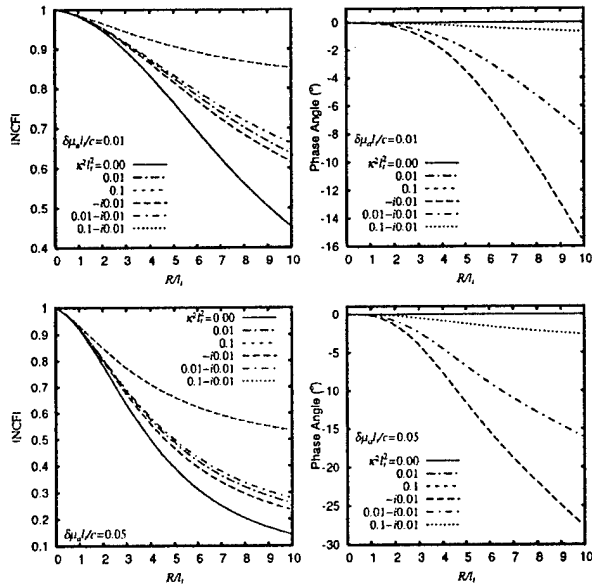 1
0.9
0.8
0.7
0.6
0.5
0.4
|NCF|
δμₐlₜ/c=0.01
κ²lₜ²=0.00
0.01
0.1
−i0.01
0.01−i0.01
0.1−i0.01
0 1 2 3 4 5 6 7 8 9 10
R/lₜ
0
-2
-4
-6
-8
-10
-12
-14
-16
Phase Angle (°)
δμₐlₜ/c=0.01
κ²lₜ²=0.00
0.01
0.1
−i0.01
0.01−i0.01
0.1−i0.01
0 1 2 3 4 5 6 7 8 9 10
R/lₜ
1
0.9
0.8
0.7
0.6
0.5
0.4
0.3
0.2
0.1
|NCF|
κ²lₜ²=0.00
0.01
0.1
−i0.01
0.01−i0.01
0.1−i0.01
δμₐlₜ/c=0.05
0 1 2 3 4 5 6 7 8 9 10
R/lₜ
0
-5
-10
-15
-20
-25
-30
Phase Angle (°)
δμₐlₜ/c=0.05
κ²lₜ²=0.00
0.01
0.1
−i0.01
0.01−i0.01
0.1−i0.01
0 1 2 3 4 5 6 7 8 9 10
R/lₜ